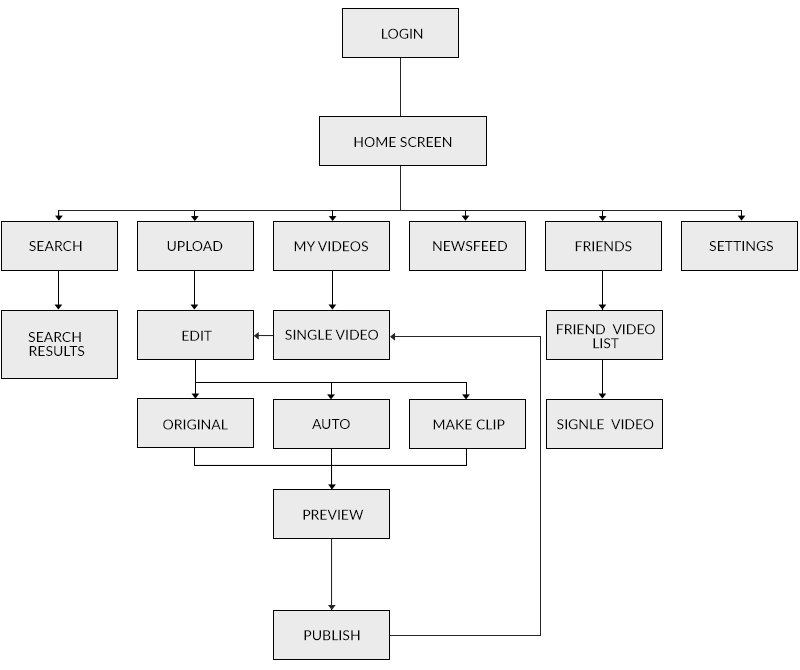 LOGIN
HOME SCREEN
SEARCH
UPLOAD
MY VIDEOS
NEWSFEED
FRIENDS
SETTINGS
SEARCH
RESULTS
EDIT
SINGLE VIDEO
FRIEND VIDEO
LIST
ORIGINAL
AUTO
MAKE CLIP
SIGNLE VIDEO
PREVIEW
PUBLISH